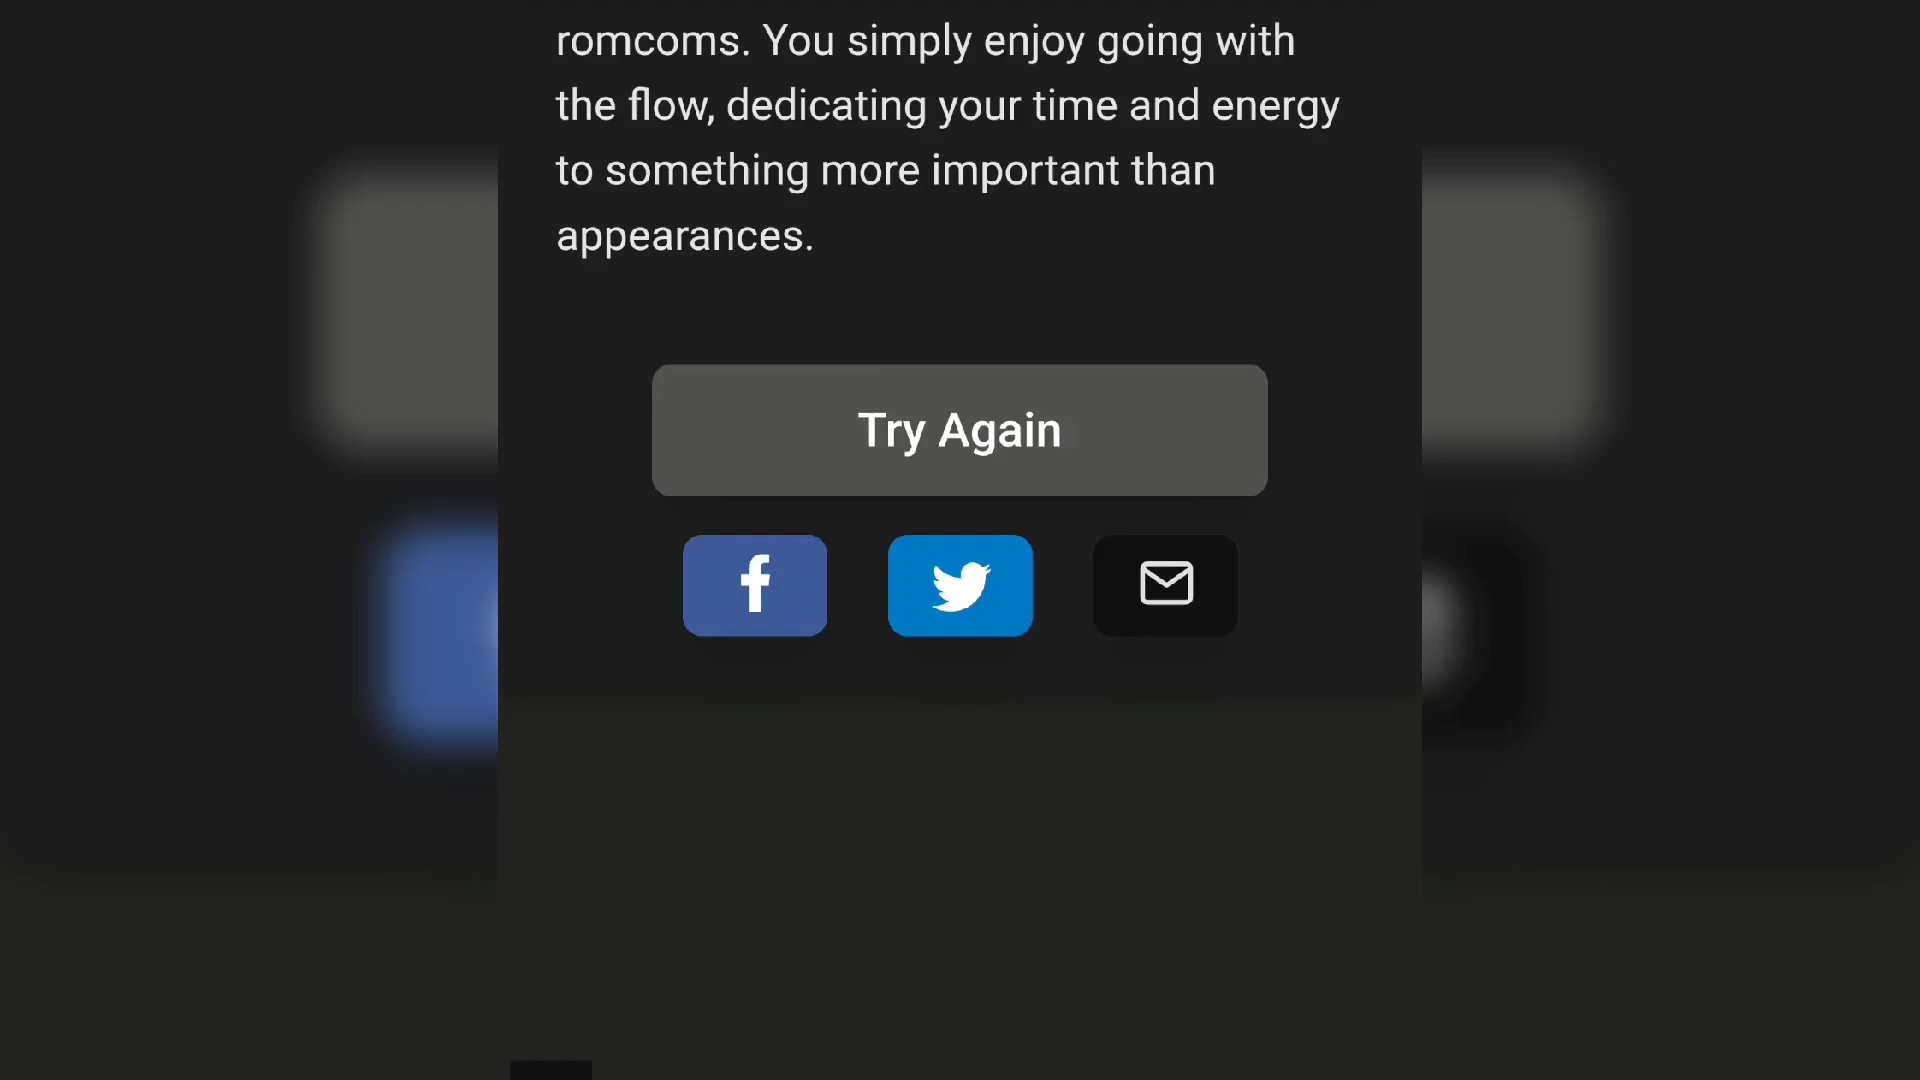 romcoms. You simply enjoy going with
the flow, dedicating your time and energy
to something more important than
appearances.
Try Again